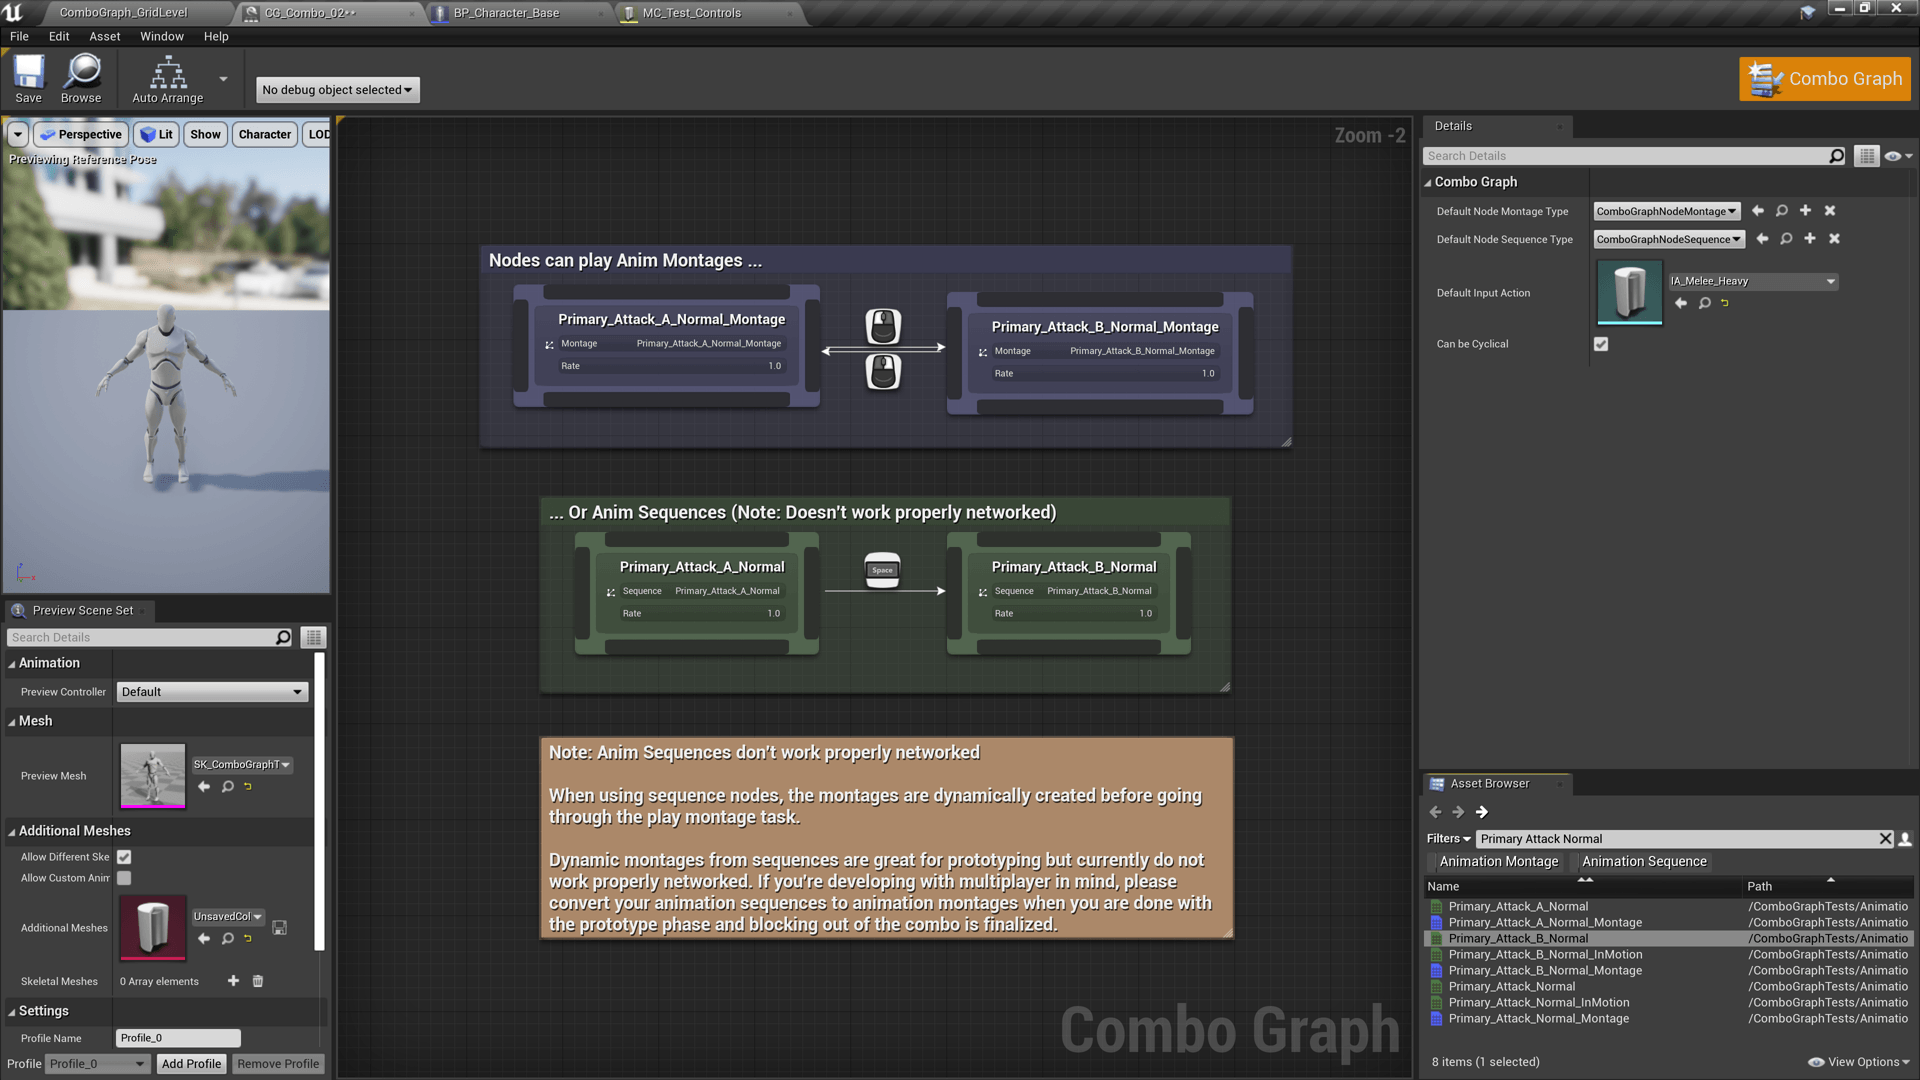 ComboGraph_GridLevel
CG_Combo_02**
BP_Character_Base
MC_Test_Controls
File Edit Asset Window Help
Save
Browse
Auto Arrange
No debug object selected
Combo Graph
Perspective
Lit
Show
Character
LOD
Previewing Reference Pose
Zoom -2
Nodes can play Anim Montages ...
Primary_Attack_A_Normal_Montage
Montage Primary_Attack_A_Normal_Montage
Rate 1.0
Primary_Attack_B_Normal_Montage
Montage Primary_Attack_B_Normal_Montage
Rate 1.0
... Or Anim Sequences (Note: Doesn't work properly networked)
Primary_Attack_A_Normal
Sequence Primary_Attack_A_Normal
Rate 1.0
Space
Primary_Attack_B_Normal
Sequence Primary_Attack_B_Normal
Rate 1.0
Note: Anim Sequences don't work properly networked
When using sequence nodes, the montages are dynamically created before going
through the play montage task.
Dynamic montages from sequences are great for prototyping but currently do not
work properly networked. If you're developing with multiplayer in mind, please
convert your animation sequences to animation montages when you are done with
the prototype phase and blocking out of the combo is finalized.
Combo Graph
Preview Scene Set
Search Details
Animation
Preview Controller Default
Mesh
Preview Mesh SK_ComboGraphT
Additional Meshes
Allow Different Ske
Allow Custom Anim
Additional Meshes UnsavedCol
Skeletal Meshes 0 Array elements
Settings
Profile Name Profile_0
Profile Profile_0 Add Profile Remove Profile
Details
Search Details
Combo Graph
Default Node Montage Type ComboGraphNodeMontage
Default Node Sequence Type ComboGraphNodeSequence
Default Input Action IA_Melee_Heavy
Can be Cyclical
Asset Browser
Filters Primary Attack Normal
Animation Montage Animation Sequence
Name Path
Primary_Attack_A_Normal /ComboGraphTests/Animatio
Primary_Attack_A_Normal_Montage /ComboGraphTests/Animatio
Primary_Attack_B_Normal /ComboGraphTests/Animatio
Primary_Attack_B_Normal_InMotion /ComboGraphTests/Animatio
Primary_Attack_B_Normal_Montage /ComboGraphTests/Animatio
Primary_Attack_Normal /ComboGraphTests/Animatio
Primary_Attack_Normal_InMotion /ComboGraphTests/Animatio
Primary_Attack_Normal_Montage /ComboGraphTests/Animatio
8 items (1 selected)
View Options